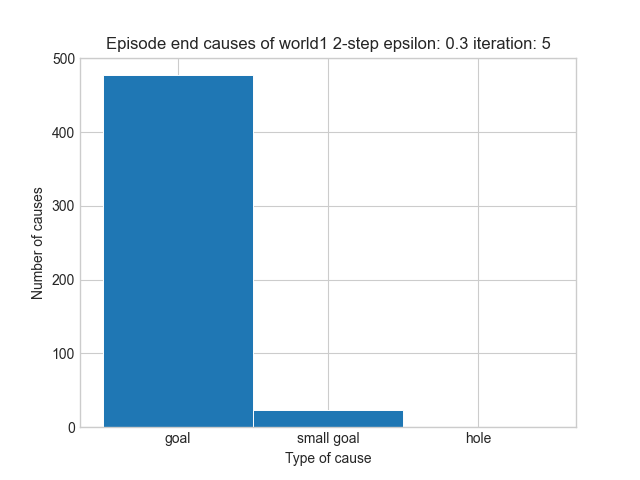 Episode end causes of world1 2-step epsilon: 0.3 iteration: 5
500
400
300
200
100
0
Number of causes
goal small goal hole
Type of cause